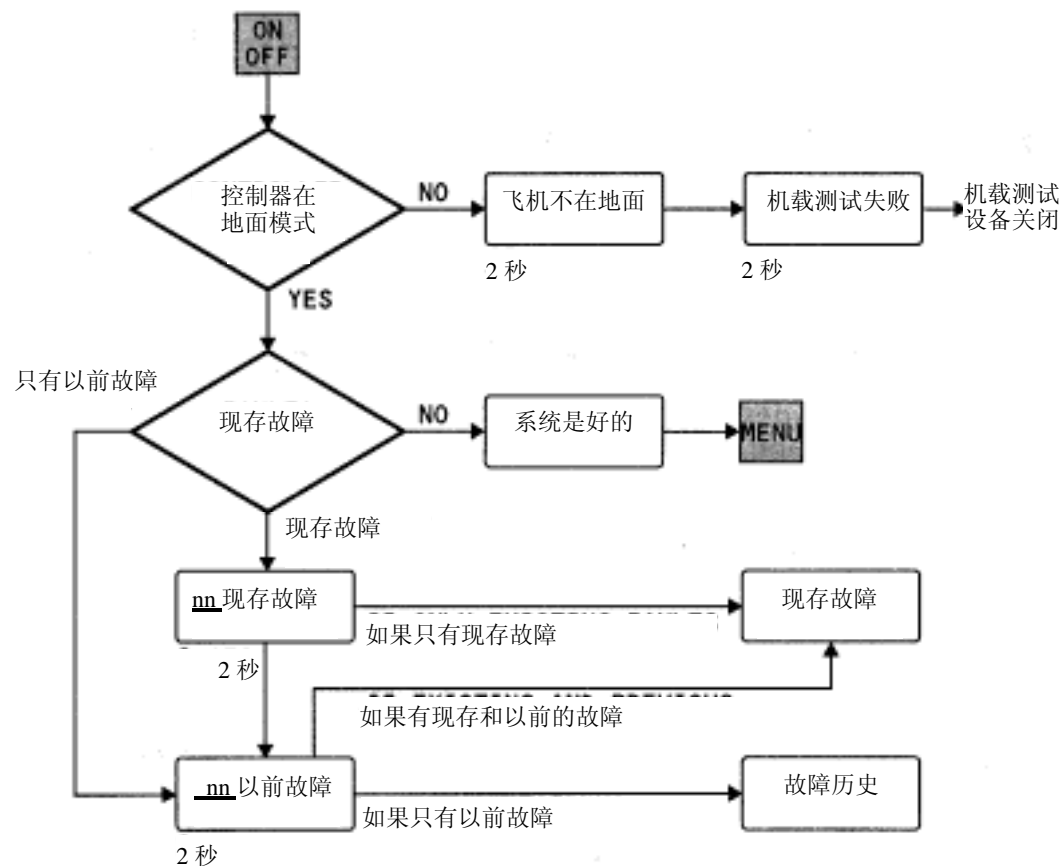 ON
OFF
控制器在
地面模式
NO
飞机不在地面
机载测试失败
机载测试
设备关闭
2 秒
2 秒
YES
只有以前故障
现存故障
NO
系统是好的
MENU
现存故障
nn 现存故障
现存故障
如果只有现存故障
2 秒
如果有现存和以前的故障
nn 以前故障
故障历史
如果只有以前故障
2 秒